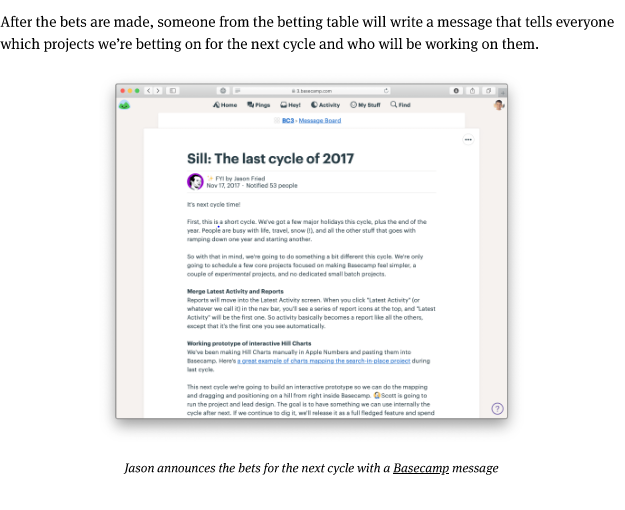 After the bets are made, someone from the betting table will write a message that tells everyone
which projects we’re betting on for the next cycle and who will be working on them.
3.basecamp.com
Home Pings Hey! Activity My Stuff Find
BC3 › Message Board
Sill: The last cycle of 2017
FYI by Jason Fried
Nov 17, 2017 · Notified 53 people
It's next cycle time!
First, this is a short cycle. We've got a few major holidays this cycle, plus the end of the
year. People are busy with life, travel, snow (!), and all the other stuff that goes with
ramping down one year and starting another.
So with that in mind, we're going to do something a bit different this cycle. We're only
going to schedule a few core projects focused on making Basecamp feel simpler, a
couple of experimental projects, and no dedicated small batch projects.
Merge Latest Activity and Reports
Reports will move into the Latest Activity screen. When you click "Latest Activity" (or
whatever we call it) in the nav bar, you'll see a series of report icons at the top, and "Latest
Activity" will be the first one. So activity basically becomes a report like all the others,
except that it's the first one you see automatically.
Working prototype of interactive Hill Charts
We've been making Hill Charts manually in Apple Numbers and pasting them into
Basecamp. Here's a great example of charts mapping the search-in-place project during
last cycle.
This next cycle we're going to build an interactive prototype so we can do the mapping
and dragging and positioning on a hill from right inside Basecamp. Scott is going to
run the project and lead design. The goal is to have something we can use internally the
cycle after next. If we continue to dig it, we'll release it as a full fledged feature and spend
?
Jason announces the bets for the next cycle with a Basecamp message